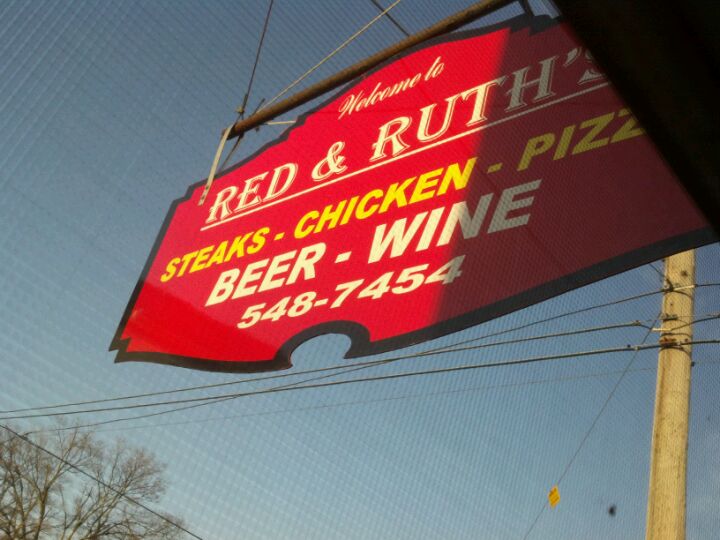 Welcome to
RED & RUTH'S
STEAKS - CHICKEN - PIZZ
BEER - WINE
548-7454